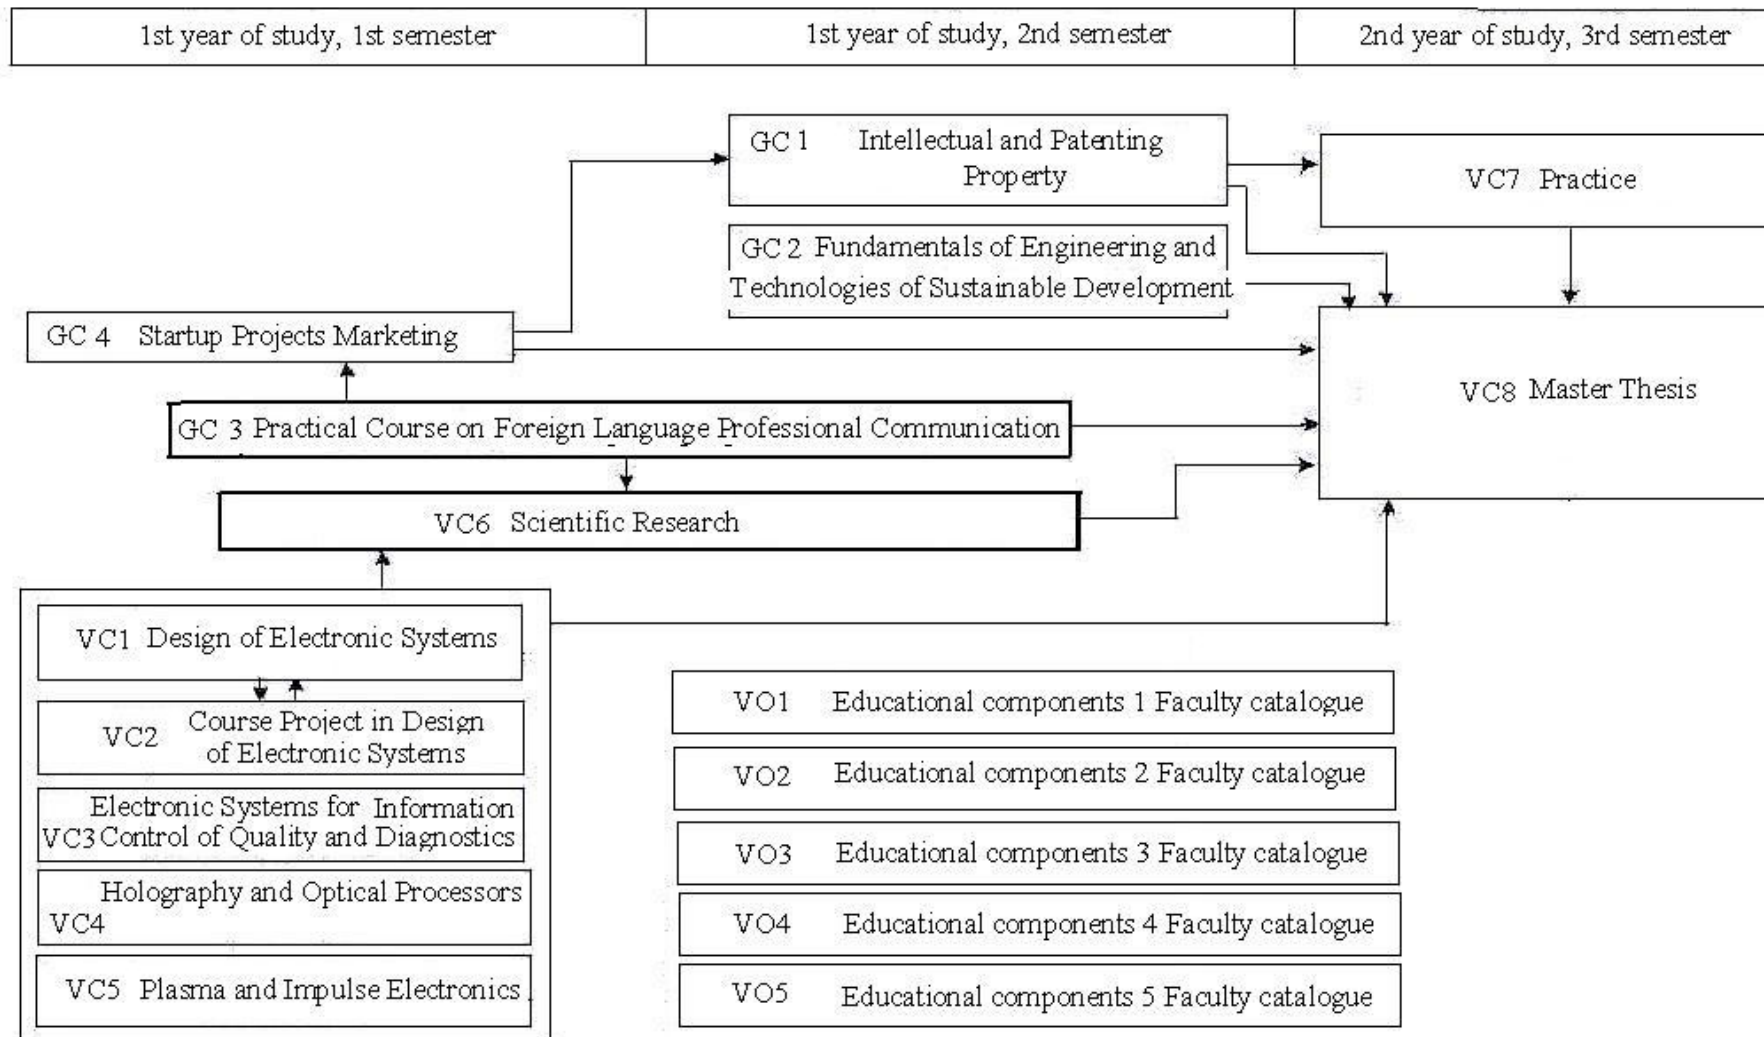 1st year of study, 1st semester
1st year of study, 2nd semester
2nd year of study, 3rd semester
GC 1 Intellectual and Patenting
Property
VC7 Practice
GC 2 Fundamentals of Engineering and
Technologies of Sustainable Development
GC 4 Startup Projects Marketing
VC8 Master Thesis
GC 3 Practical Course on Foreign Language Professional Communication
VC6 Scientific Research
VC1 Design of Electronic Systems
VC2 Course Project in Design
of Electronic Systems
Electronic Systems for Information
VC3 Control of Quality and Diagnostics
Holography and Optical Processors
VC4
VC5 Plasma and Impulse Electronics
VO1 Educational components 1 Faculty catalogue
VO2 Educational components 2 Faculty catalogue
VO3 Educational components 3 Faculty catalogue
VO4 Educational components 4 Faculty catalogue
VO5 Educational components 5 Faculty catalogue